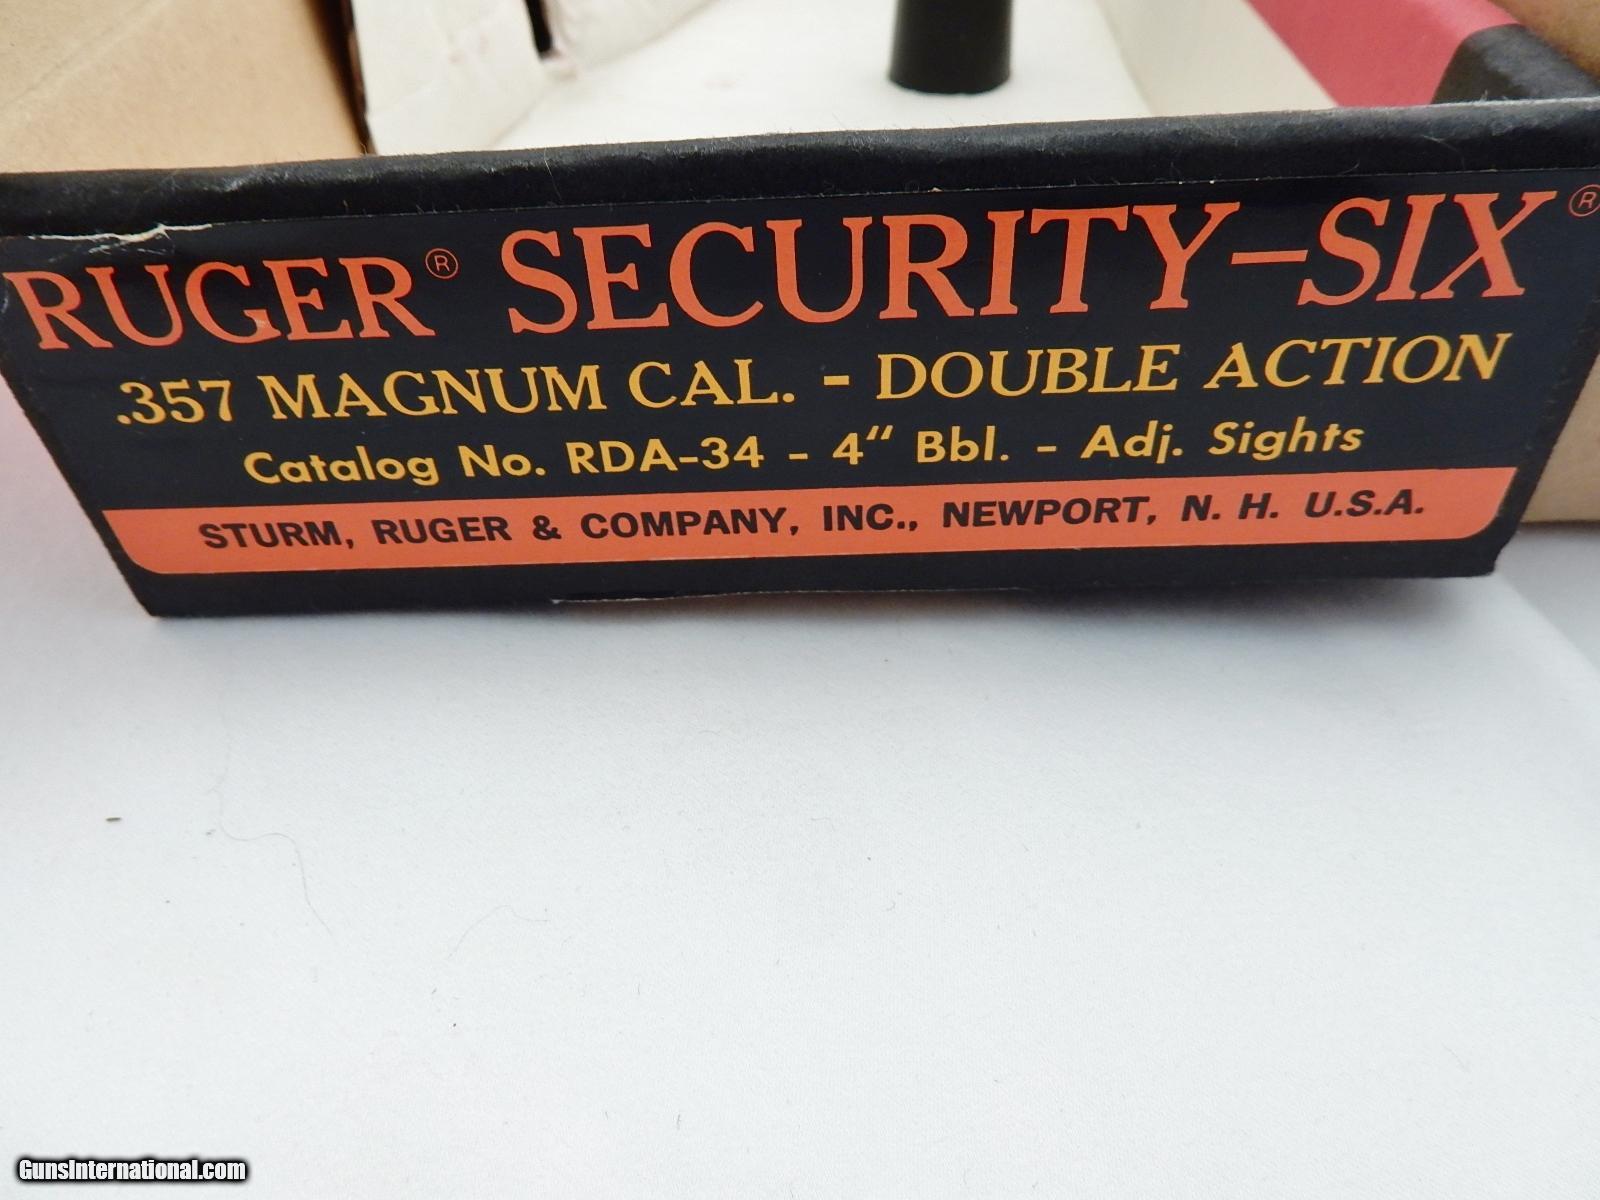 RUGER® SECURITY-SIX®
.357 MAGNUM CAL. - DOUBLE ACTION
Catalog No. RDA-34 - 4" Bbl. - Adj. Sights
STURM, RUGER & COMPANY, INC., NEWPORT, N. H. U.S.A.
GunsInternational.com